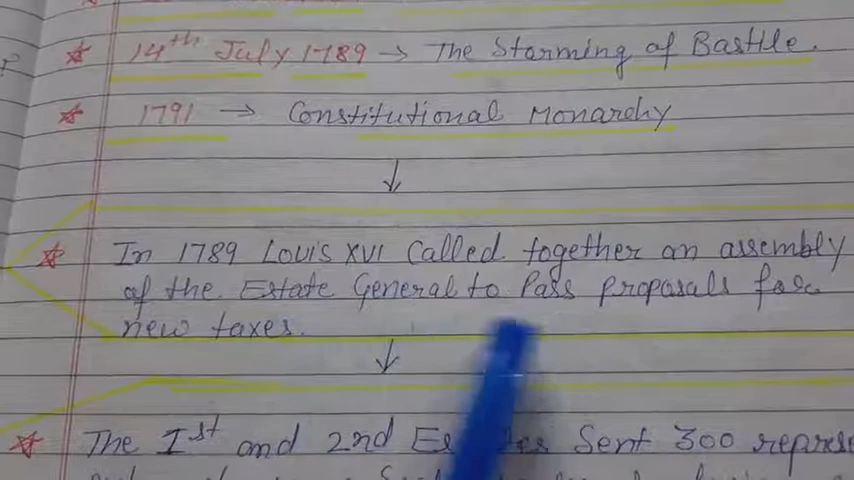 14th July 1789 → The Storming of Bastile.
1791 → Constitutional Monarchy
↓
In 1789 Louis XVI Called together an assembly
of the Estate General to Pass proposals for
new taxes.
↓
The Ist and 2nd Sent 300